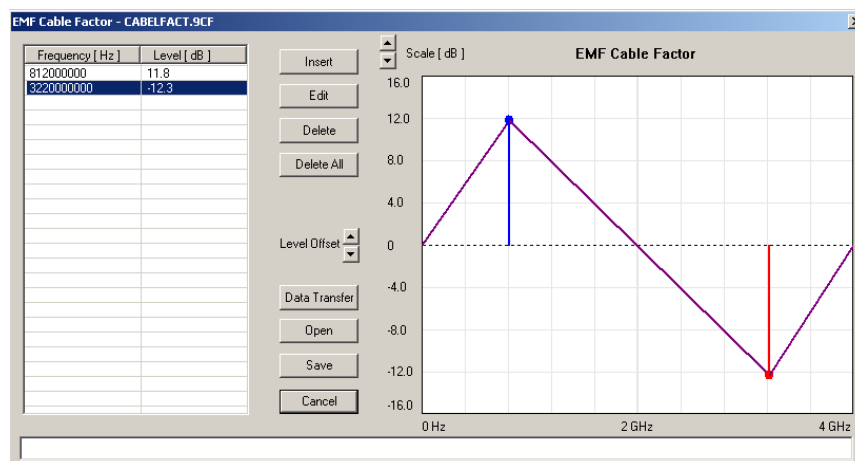 EMF Cable Factor - CABELFACT.9CF
Frequency [ Hz ] Level [ dB ]
812000000 11.8
3220000000 -12.3
Insert
Edit
Delete
Delete All
Level Offset
Data Transfer
Open
Save
Cancel
Scale [ dB ]
EMF Cable Factor
16.0
12.0
8.0
4.0
0
-4.0
-8.0
-12.0
-16.0
0 Hz 2 GHz 4 GHz